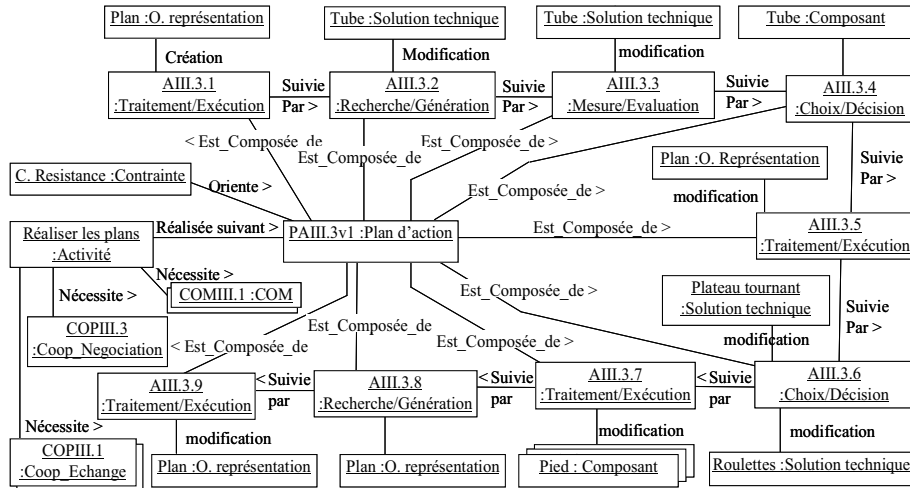 Plan :O. représentation
Tube :Solution technique
Tube :Solution technique
Tube :Composant
Création
Modification
modification
AIII.3.1
:Traitement/Exécution
Suivie
Par >
AIII.3.2
:Recherche/Génération
Suivie
Par >
AIII.3.3
:Mesure/Evaluation
Suivie
Par >
AIII.3.4
:Choix/Décision
< Est_Composée_de
Est_Composée_de
Est_Composée_de >
Est_Composée_de >
Plan :O. Représentation
modification
Suivie
Par >
C. Resistance :Contrainte
Oriente >
Réaliser les plans
:Activité
Réalisée suivant >
PAIII.3v1 :Plan d’action
Est_Composée_de >
AIII.3.5
:Traitement/Exécution
Nécessite >
COMIII.1 :COM
Nécessite >
COPIII.3
:Coop_Negociation
Est_Composée_de >
Plateau tournant
:Solution technique
modification
Suivie
Par >
< Est_Composée_de
Est_Composée_de
Est_Composée_de >
AIII.3.9
:Traitement/Exécution
< Suivie
par
AIII.3.8
:Recherche/Génération
< Suivie
par
AIII.3.7
:Traitement/Exécution
< Suivie
par
AIII.3.6
:Choix/Décision
Nécessite >
COPIII.1
:Coop_Echange
modification
Plan :O. représentation
modification
Plan :O. représentation
modification
Pied : Composant
modification
Roulettes :Solution technique